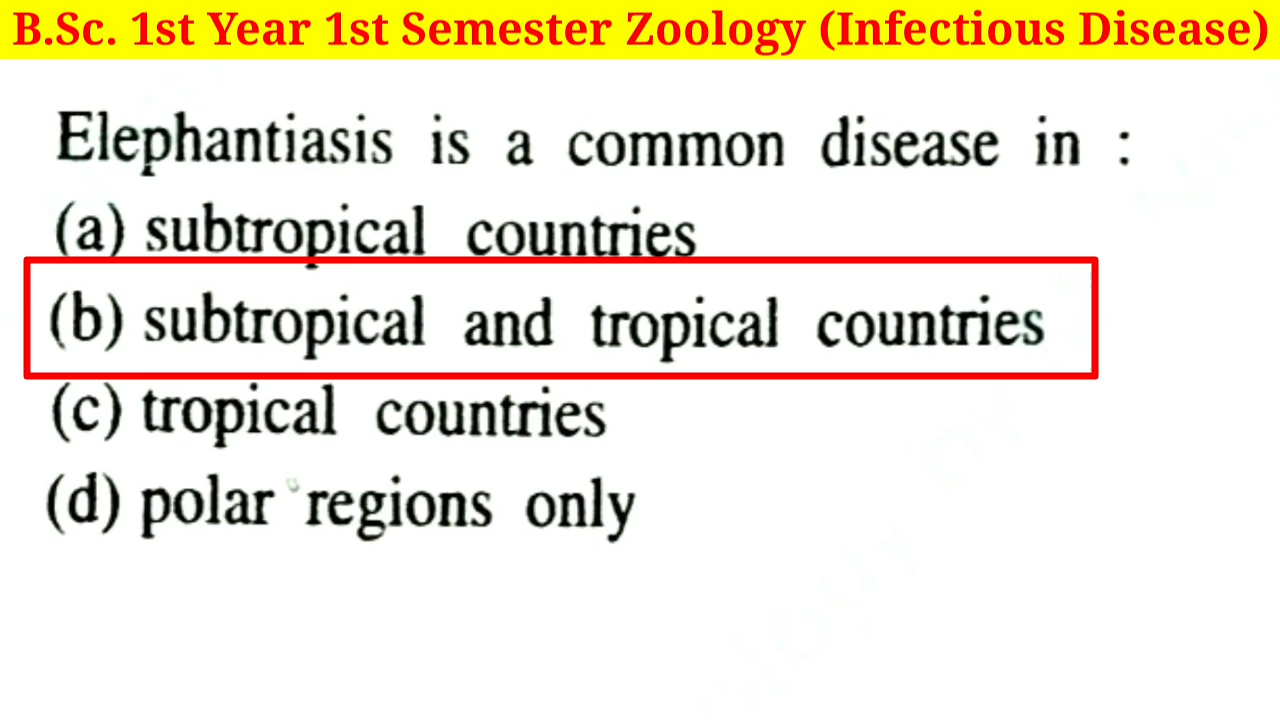 B.Sc. 1st Year 1st Semester Zoology (Infectious Disease)
Elephantiasis is a common disease in :
(a) subtropical countries
(b) subtropical and tropical countries
(c) tropical countries
(d) polar regions only